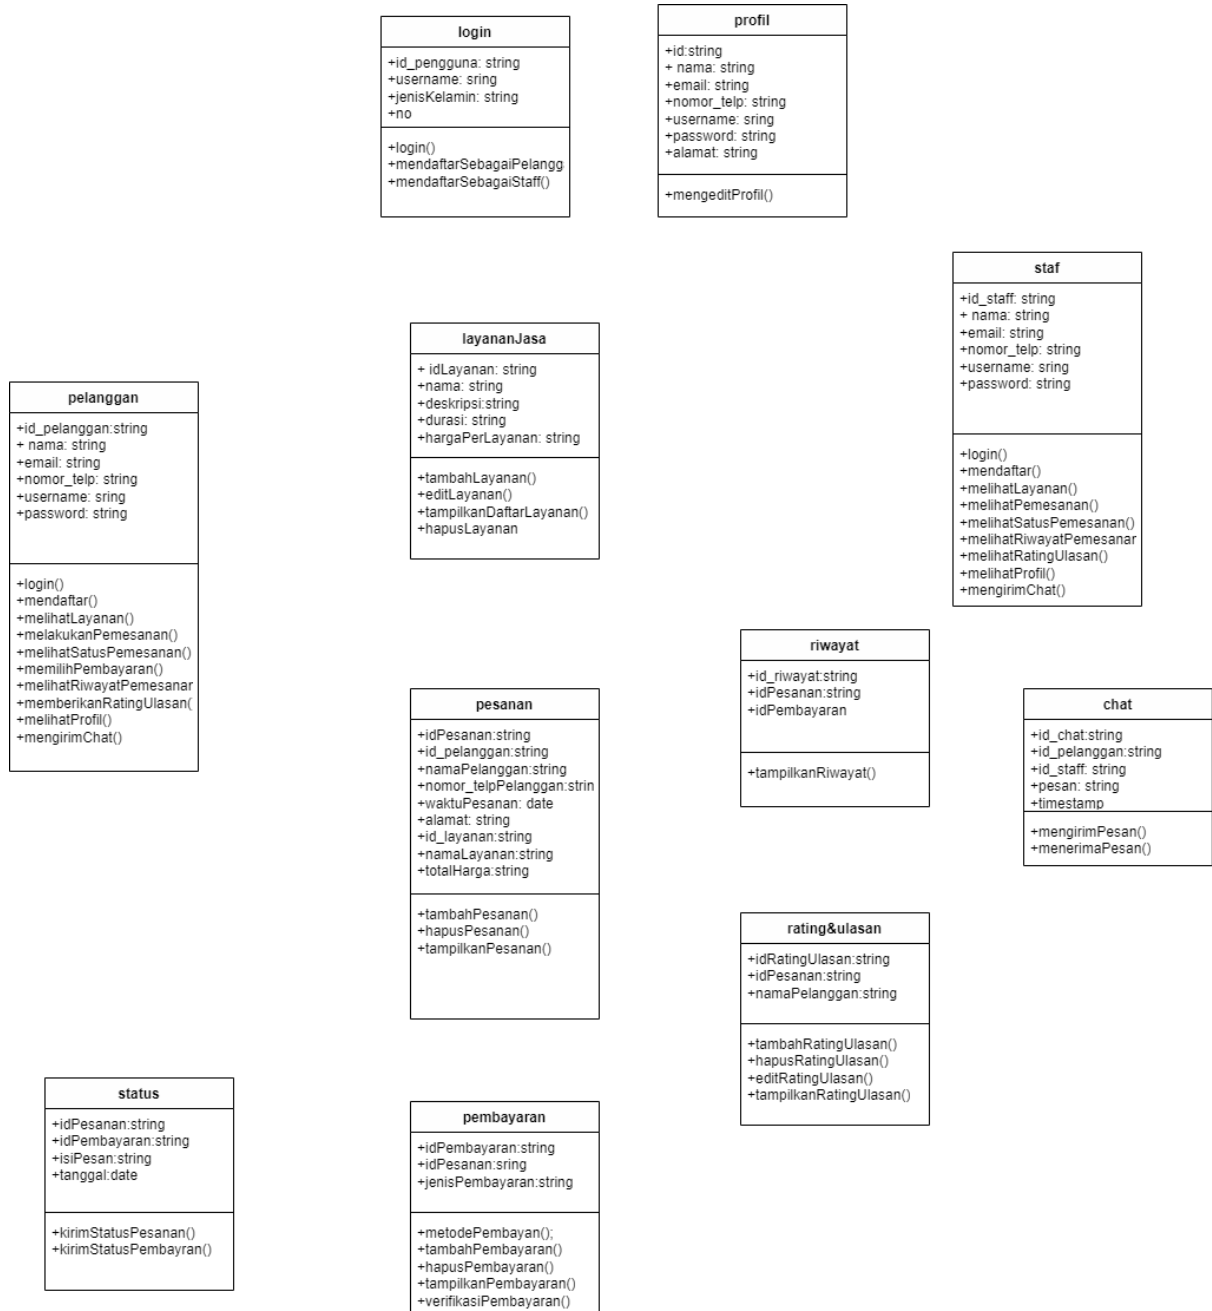 login
+id_pengguna: string
+username: sring
+jenisKelamin: string
+no
+login()
+mendaftarSebagaiPelangg
+mendaftarSebagaiStaff()
profil
+id:string
+ nama: string
+email: string
+nomor_telp: string
+username: sring
+password: string
+alamat: string
+mengeditProfil()
staf
+id_staff: string
+ nama: string
+email: string
+nomor_telp: string
+username: sring
+password: string
+login()
+mendaftar()
+melihatLayanan()
+melihatPemesanan()
+melihatSatusPemesanan()
+melihatRiwayatPemesanar
+melihatRatingUlasan()
+melihatProfil()
+mengirimChat()
layananJasa
+ idLayanan: string
+nama: string
+deskripsi:string
+durasi: string
+hargaPerLayanan: string
+tambahLayanan()
+editLayanan()
+tampilkanDaftarLayanan()
+hapusLayanan
pelanggan
+id_pelanggan:string
+ nama: string
+email: string
+nomor_telp: string
+username: sring
+password: string
+login()
+mendaftar()
+melihatLayanan()
+melakukanPemesanan()
+melihatSatusPemesanan()
+memilihPembayaran()
+melihatRiwayatPemesanar
+memberikanRatingUlasan(
+melihatProfil()
+mengirimChat()
riwayat
+id_riwayat:string
+idPesanan:string
+idPembayaran
+tampilkanRiwayat()
pesanan
+idPesanan:string
+id_pelanggan:string
+namaPelanggan:string
+nomor_telpPelanggan:strin
+waktuPesanan: date
+alamat: string
+id_layanan:string
+namaLayanan:string
+totalHarga:string
+tambahPesanan()
+hapusPesanan()
+tampilkanPesanan()
chat
+id_chat:string
+id_pelanggan:string
+id_staff: string
+pesan: string
+timestamp
+mengirimPesan()
+menerimaPesan()
rating&ulasan
+idRatingUlasan:string
+idPesanan:string
+namaPelanggan:string
+tambahRatingUlasan()
+hapusRatingUlasan()
+editRatingUlasan()
+tampilkanRatingUlasan()
status
+idPesanan:string
+idPembayaran:string
+isiPesan:string
+tanggal:date
+kirimStatusPesanan()
+kirimStatusPembayran()
pembayaran
+idPembayaran:string
+idPesanan:sring
+jenisPembayaran:string
+metodePembayan();
+tambahPembayaran()
+hapusPembayaran()
+tampilkanPembayaran()
+verifikasiPembayaran()